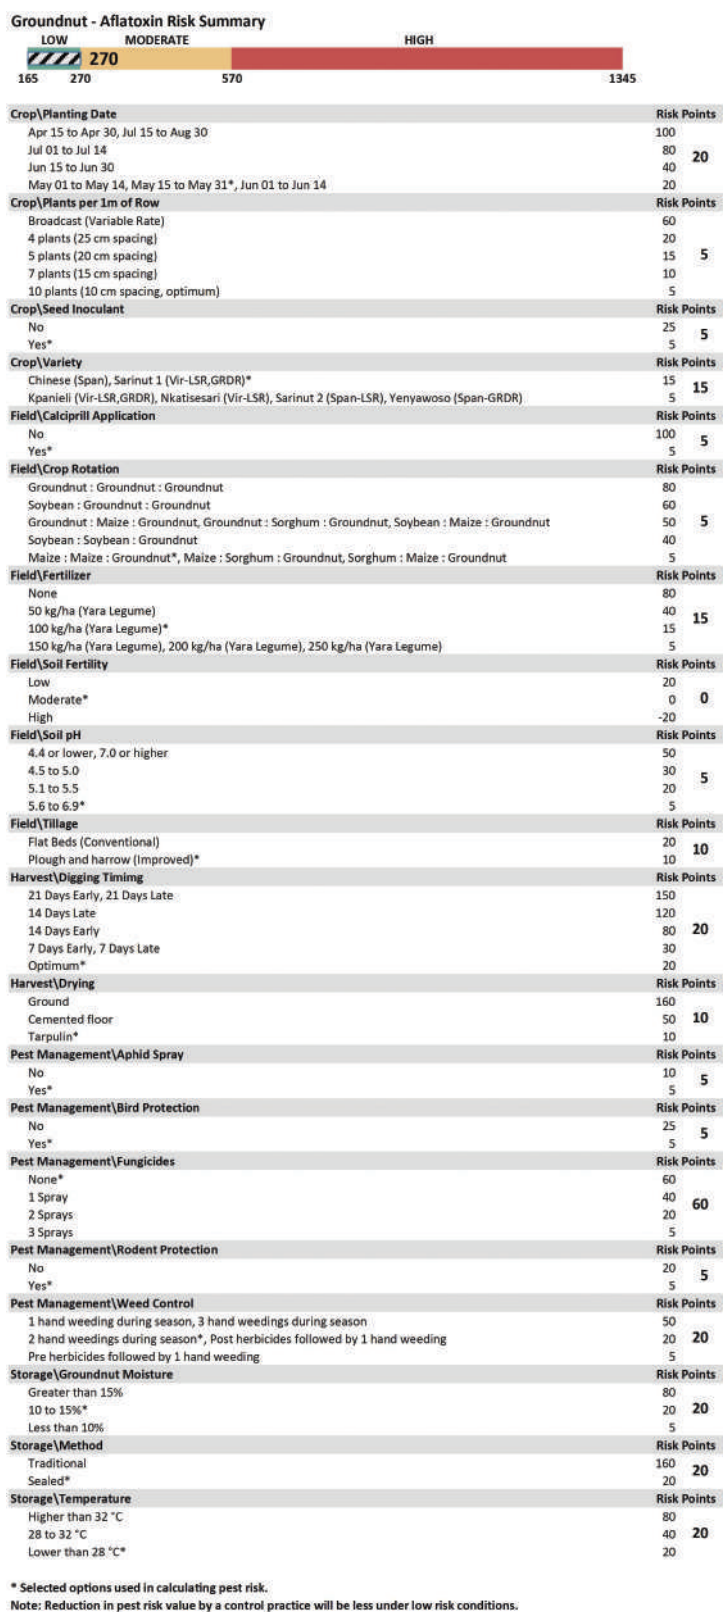 Groundnut - Aflatoxin Risk Summary
LOW MODERATE HIGH
270
165 270 570 1345
Crop\Planting Date Risk Points
Apr 15 to Apr 30, Jul 15 to Aug 30 100
Jul 01 to Jul 14 80
20
Jun 15 to Jun 30 40
May 01 to May 14, May 15 to May 31*, Jun 01 to Jun 14 20
Crop\Plants per 1m of Row Risk Points
Broadcast (Variable Rate) 60
4 plants (25 cm spacing) 20
5 plants (20 cm spacing) 15 5
7 plants (15 cm spacing) 10
10 plants (10 cm spacing, optimum) 5
Crop\Seed Inoculant Risk Points
No 25
5
Yes* 5
Crop\Variety Risk Points
Chinese (Span), Sarinut 1 (Vir-LSR,GRDR)* 15
15
Kpanieli (Vir-LSR,GRDR), Nkatisesari (Vir-LSR), Sarinut 2 (Span-LSR), Yenyawoso (Span-GRDR) 5
Field\Calciprill Application Risk Points
No 100
5
Yes* 5
Field\Crop Rotation Risk Points
Groundnut : Groundnut : Groundnut 80
Soybean : Groundnut : Groundnut 60
Groundnut : Maize : Groundnut, Groundnut : Sorghum : Groundnut, Soybean : Maize : Groundnut 50 5
Soybean : Soybean : Groundnut 40
Maize : Maize : Groundnut*, Maize : Sorghum : Groundnut, Sorghum : Maize : Groundnut 5
Field\Fertilizer Risk Points
None 80
50 kg/ha (Yara Legume) 40
15
100 kg/ha (Yara Legume)* 15
150 kg/ha (Yara Legume), 200 kg/ha (Yara Legume), 250 kg/ha (Yara Legume) 5
Field\Soil Fertility Risk Points
Low 20
Moderate* 0 0
High -20
Field\Soil pH Risk Points
4.4 or lower, 7.0 or higher 50
4.5 to 5.0 30
5
5.1 to 5.5 20
5.6 to 6.9* 5
Field\Tillage Risk Points
Flat Beds (Conventional) 20
10
Plough and harrow (Improved)* 10
Harvest\Digging Timimg Risk Points
21 Days Early, 21 Days Late 150
14 Days Late 120
14 Days Early 80 20
7 Days Early, 7 Days Late 30
Optimum* 20
Harvest\Drying Risk Points
Ground 160
Cemented floor 50 10
Tarpulin* 10
Pest Management\Aphid Spray Risk Points
No 10
5
Yes* 5
Pest Management\Bird Protection Risk Points
No 25
5
Yes* 5
Pest Management\Fungicides Risk Points
None* 60
1 Spray 40
60
2 Sprays 20
3 Sprays 5
Pest Management\Rodent Protection Risk Points
No 20
5
Yes* 5
Pest Management\Weed Control Risk Points
1 hand weeding during season, 3 hand weedings during season 50
2 hand weedings during season*, Post herbicides followed by 1 hand weeding 20 20
Pre herbicides followed by 1 hand weeding 5
Storage\Groundnut Moisture Risk Points
Greater than 15% 80
10 to 15%* 20 20
Less than 10% 5
Storage\Method Risk Points
Traditional 160
20
Sealed* 20
Storage\Temperature Risk Points
Higher than 32 °C 80
28 to 32 °C 40 20
Lower than 28 °C* 20
* Selected options used in calculating pest risk.
Note: Reduction in pest risk value by a control practice will be less under low risk conditions.